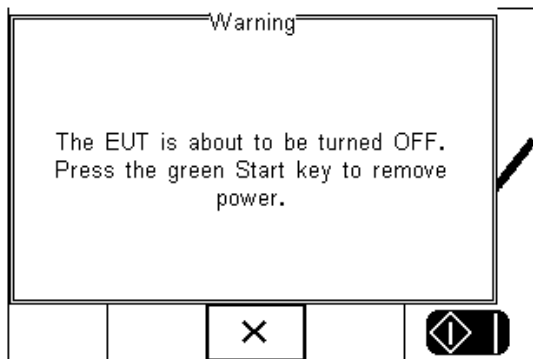 Warning
The EUT is about to be turned OFF.
Press the green Start key to remove
power.